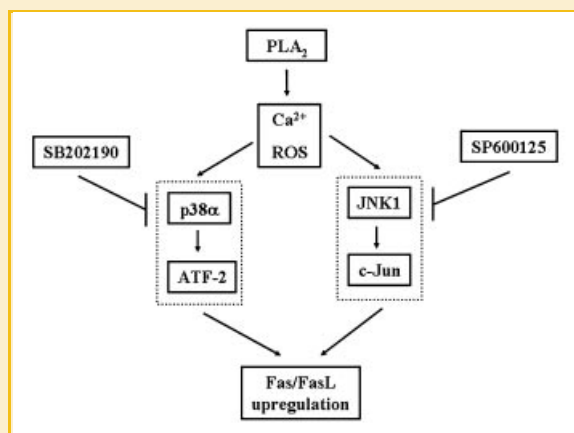 PLA₂
Ca²⁺
ROS
SB202190
SP600125
p38α
JNK1
ATF-2
c-Jun
Fas/FasL
upregulation